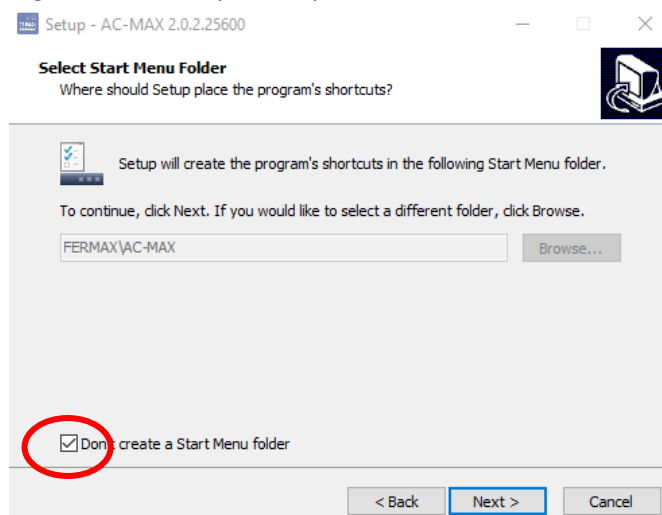 Setup - AC-MAX 2.0.2.25600
Select Start Menu Folder
Where should Setup place the program's shortcuts?
Setup will create the program's shortcuts in the following Start Menu folder.
To continue, click Next. If you would like to select a different folder, click Browse.
FERMAX\AC-MAX
Browse...
Don't create a Start Menu folder
< Back
Next >
Cancel